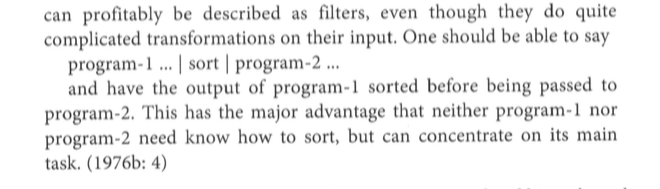 can profitably be described as filters, even though they do quite
complicated transformations on their input. One should be able to say
program-1 ... | sort | program-2 ...
and have the output of program-1 sorted before being passed to
program-2. This has the major advantage that neither program-1 nor
program-2 need know how to sort, but can concentrate on its main
task. (1976b: 4)